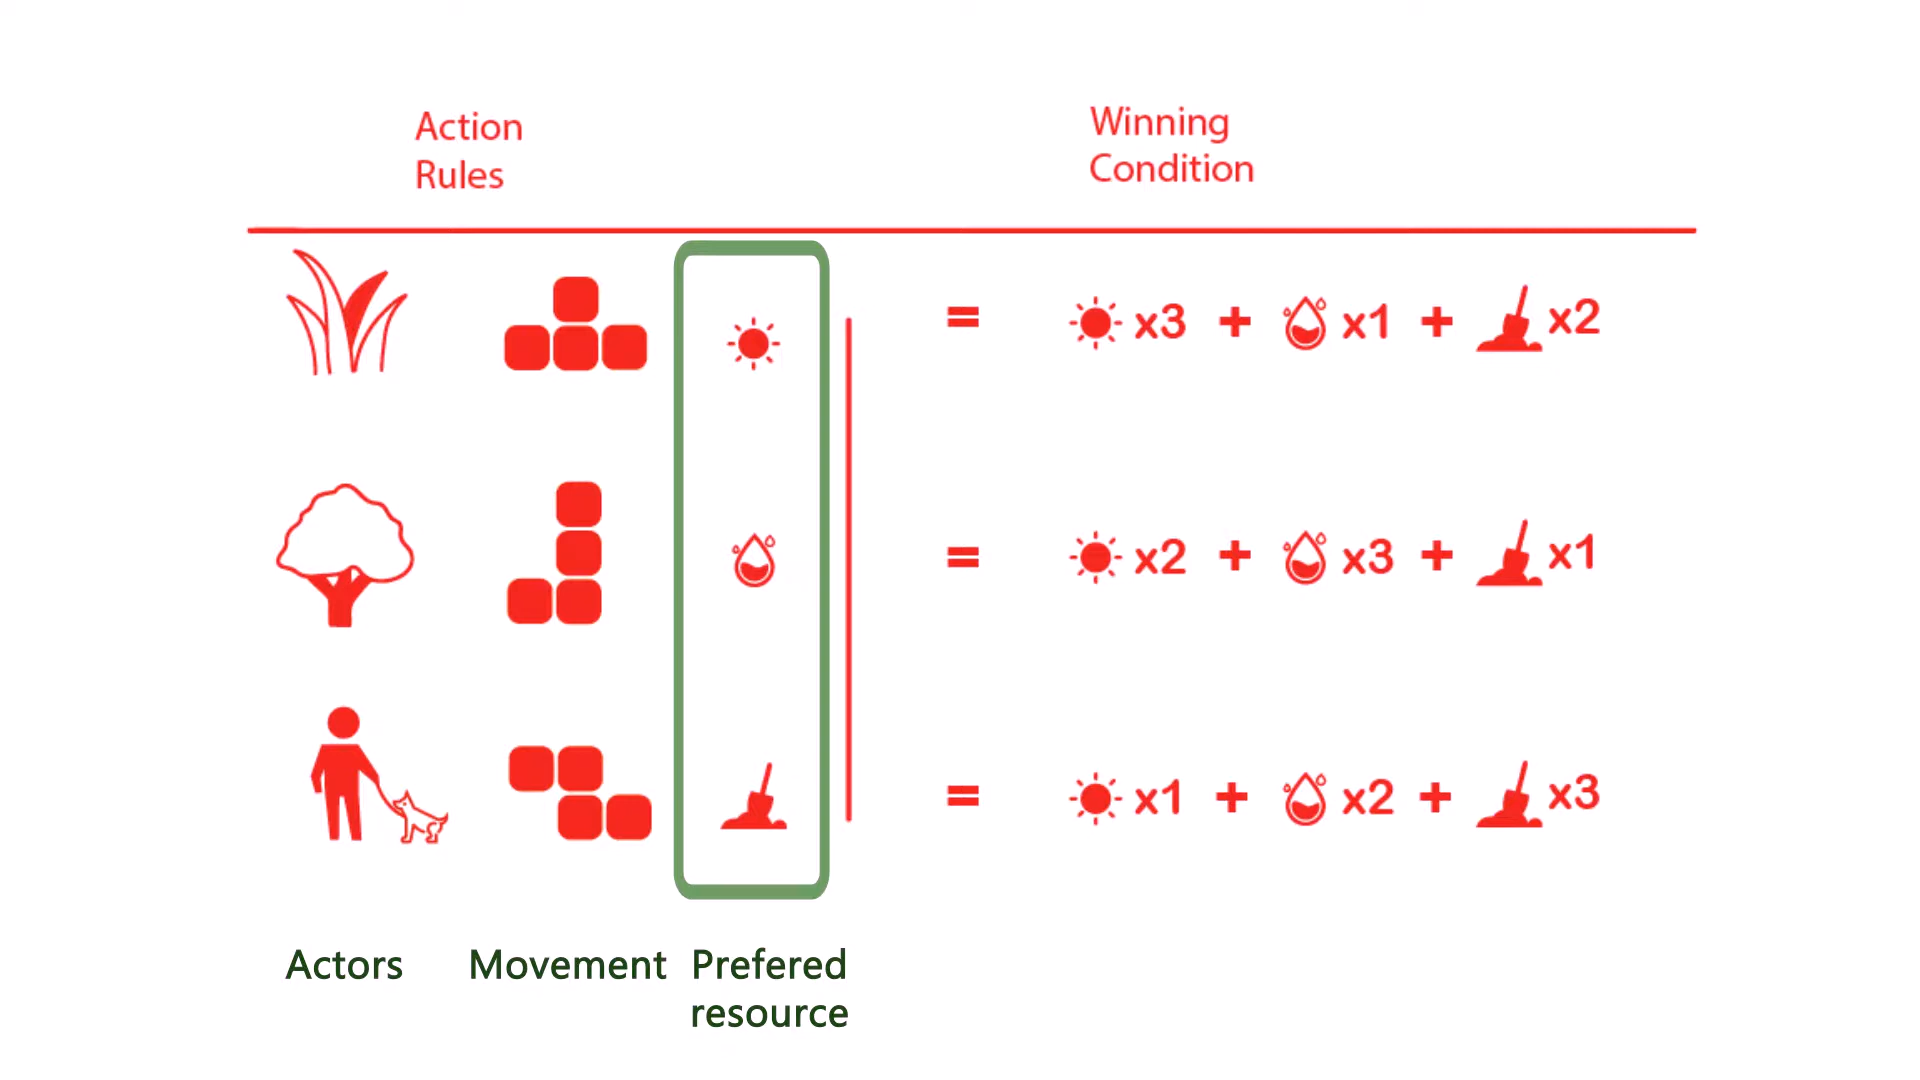 Action
Rules
Winning
Condition
= x3 + x1 + x2
= x2 + x3 + x1
= x1 + x2 + x3
Actors
Movement
Prefered
resource